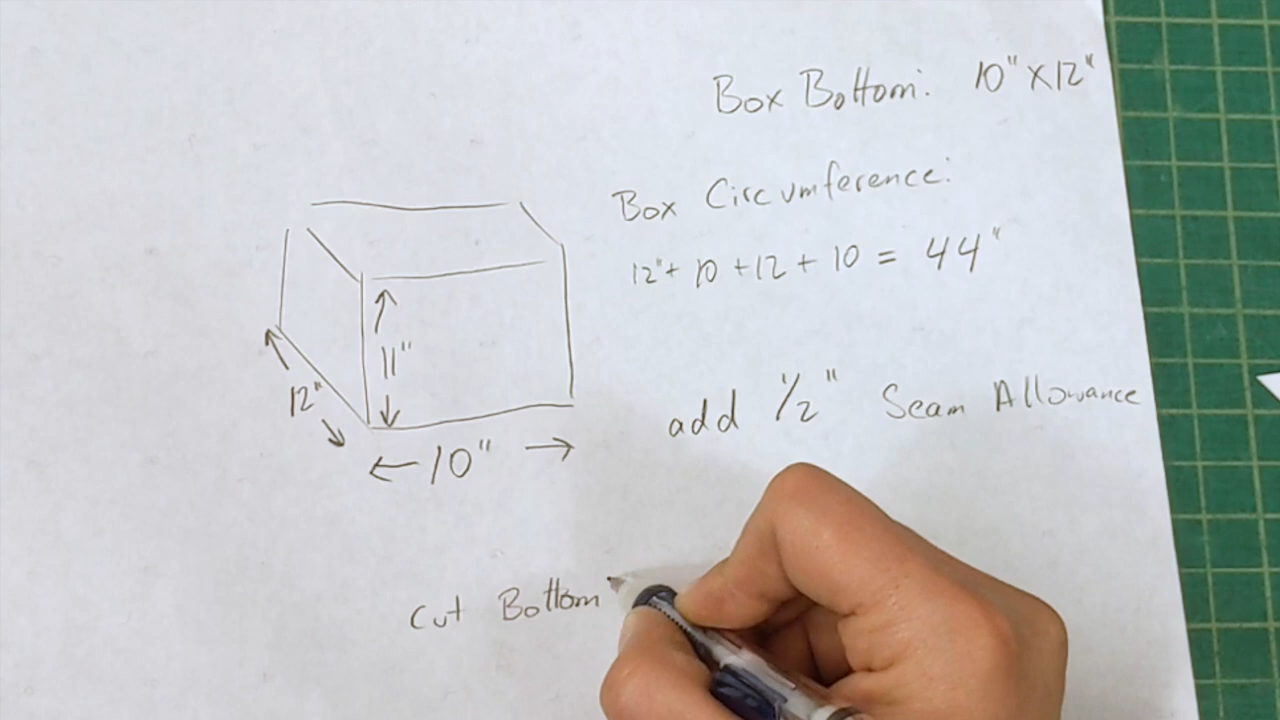 Box Bottom: 10" X 12"
Box Circumference:
12" + 10 + 12 + 10 = 44"
11"
12"
10"
add 1/2" Seam Allowance
cut Bottom